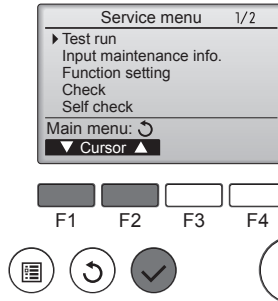 Service menu 1/2
Test run
Input maintenance info.
Function setting
Check
Self check
Main menu:
Cursor
F1 F2 F3 F4